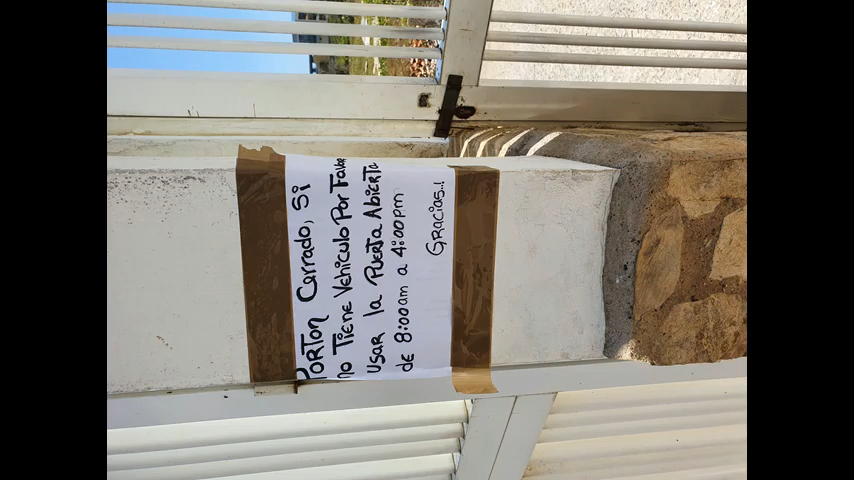 PORTON Cerrado, Si
no Tiene Vehiculo Por Favor
usar la Puerta Abierta
de 8:00am a 4:00pm
Gracias..!